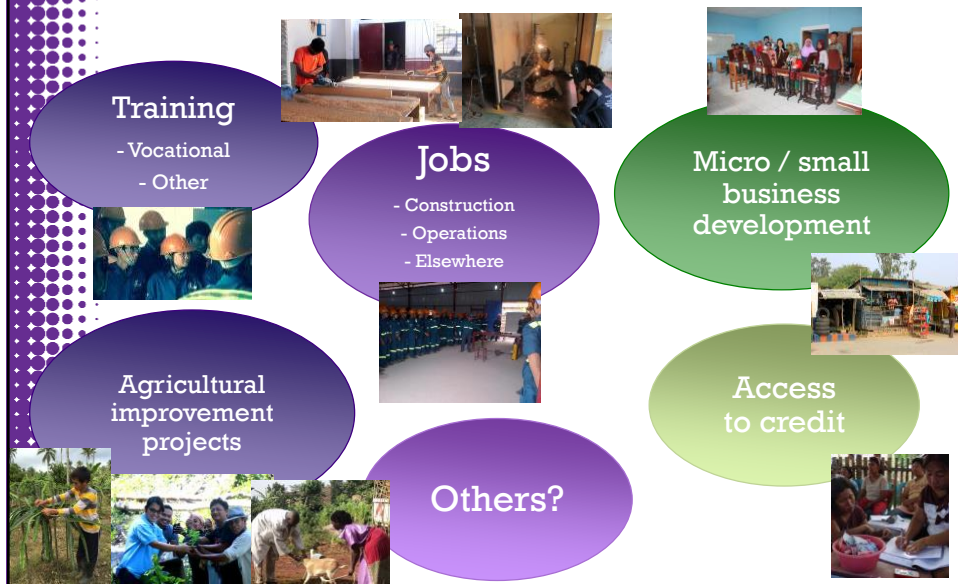 Training
- Vocational
- Other
Jobs
- Construction
- Operations
- Elsewhere
Micro / small
business
development
Agricultural
improvement
projects
Access
to credit
Others?